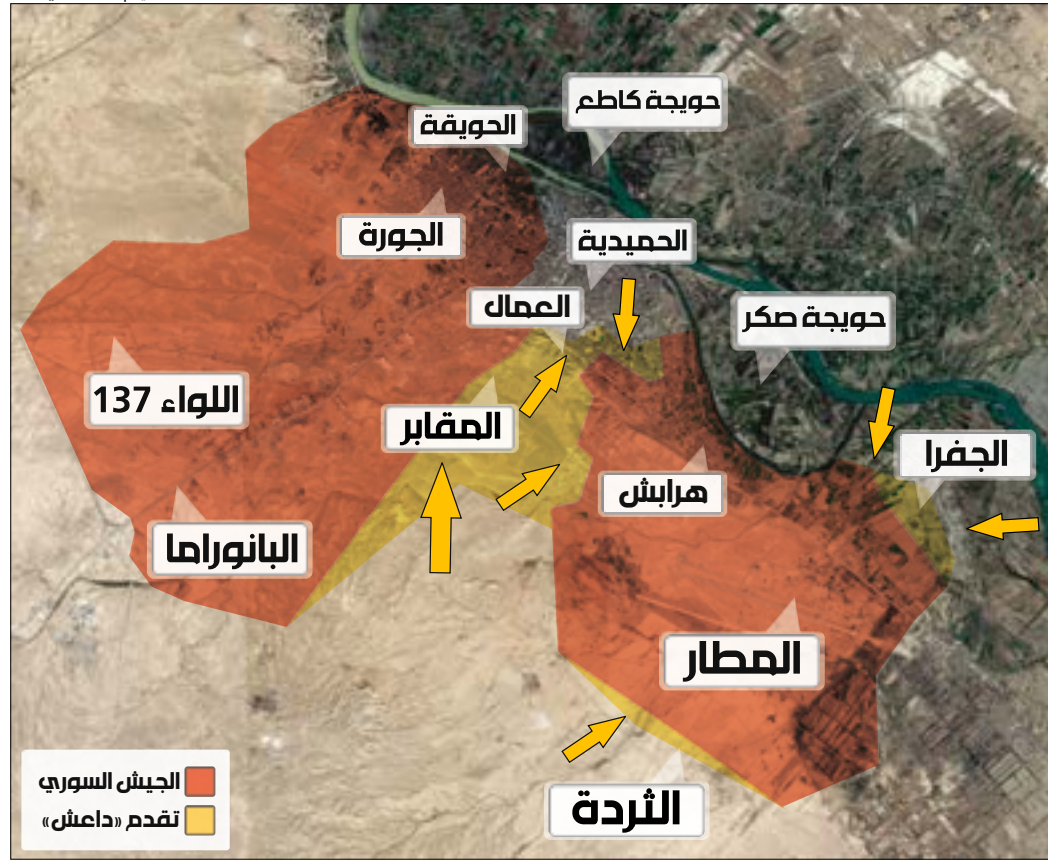 حويجة كاطع
الحويقة
الجورة
الحميدية
العمال
حويجة صكر
اللواء 137
المقابر
الجفرا
هرابش
البانوراما
المطار
الجيش السوري
تقدم «داعش»
الثردة